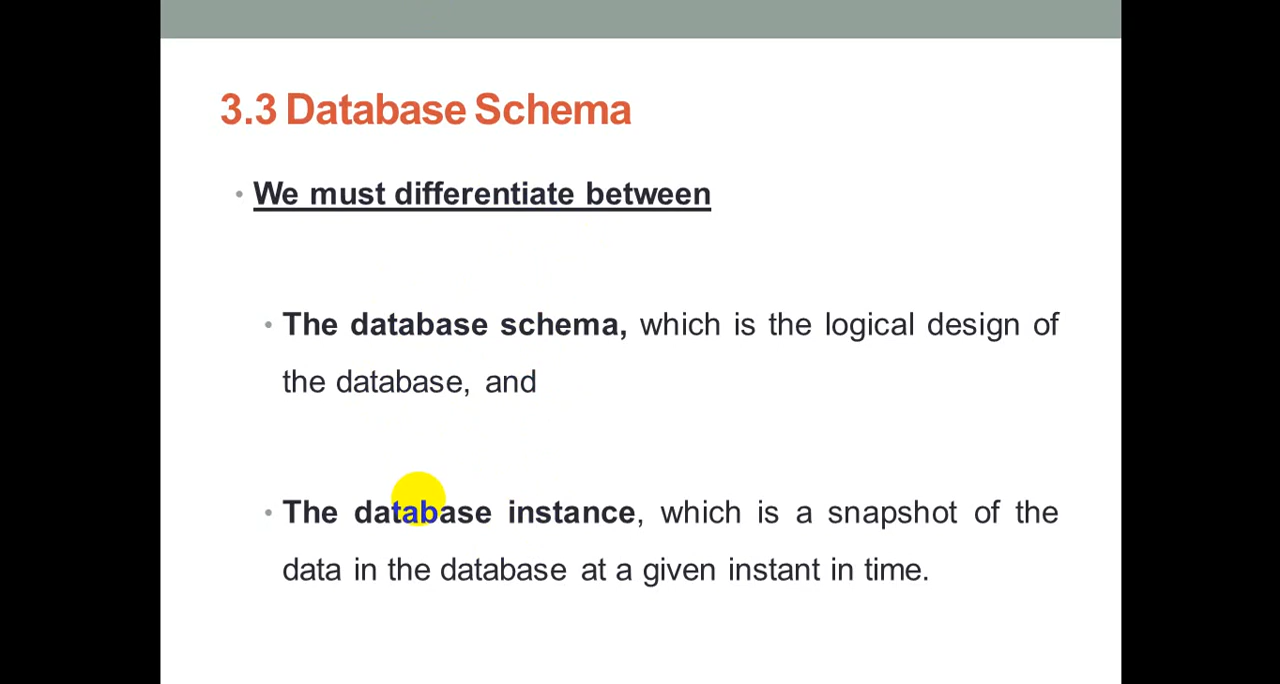 3.3 Database Schema
• We must differentiate between
• The database schema, which is the logical design of
the database, and
• The database instance, which is a snapshot of the
data in the database at a given instant in time.